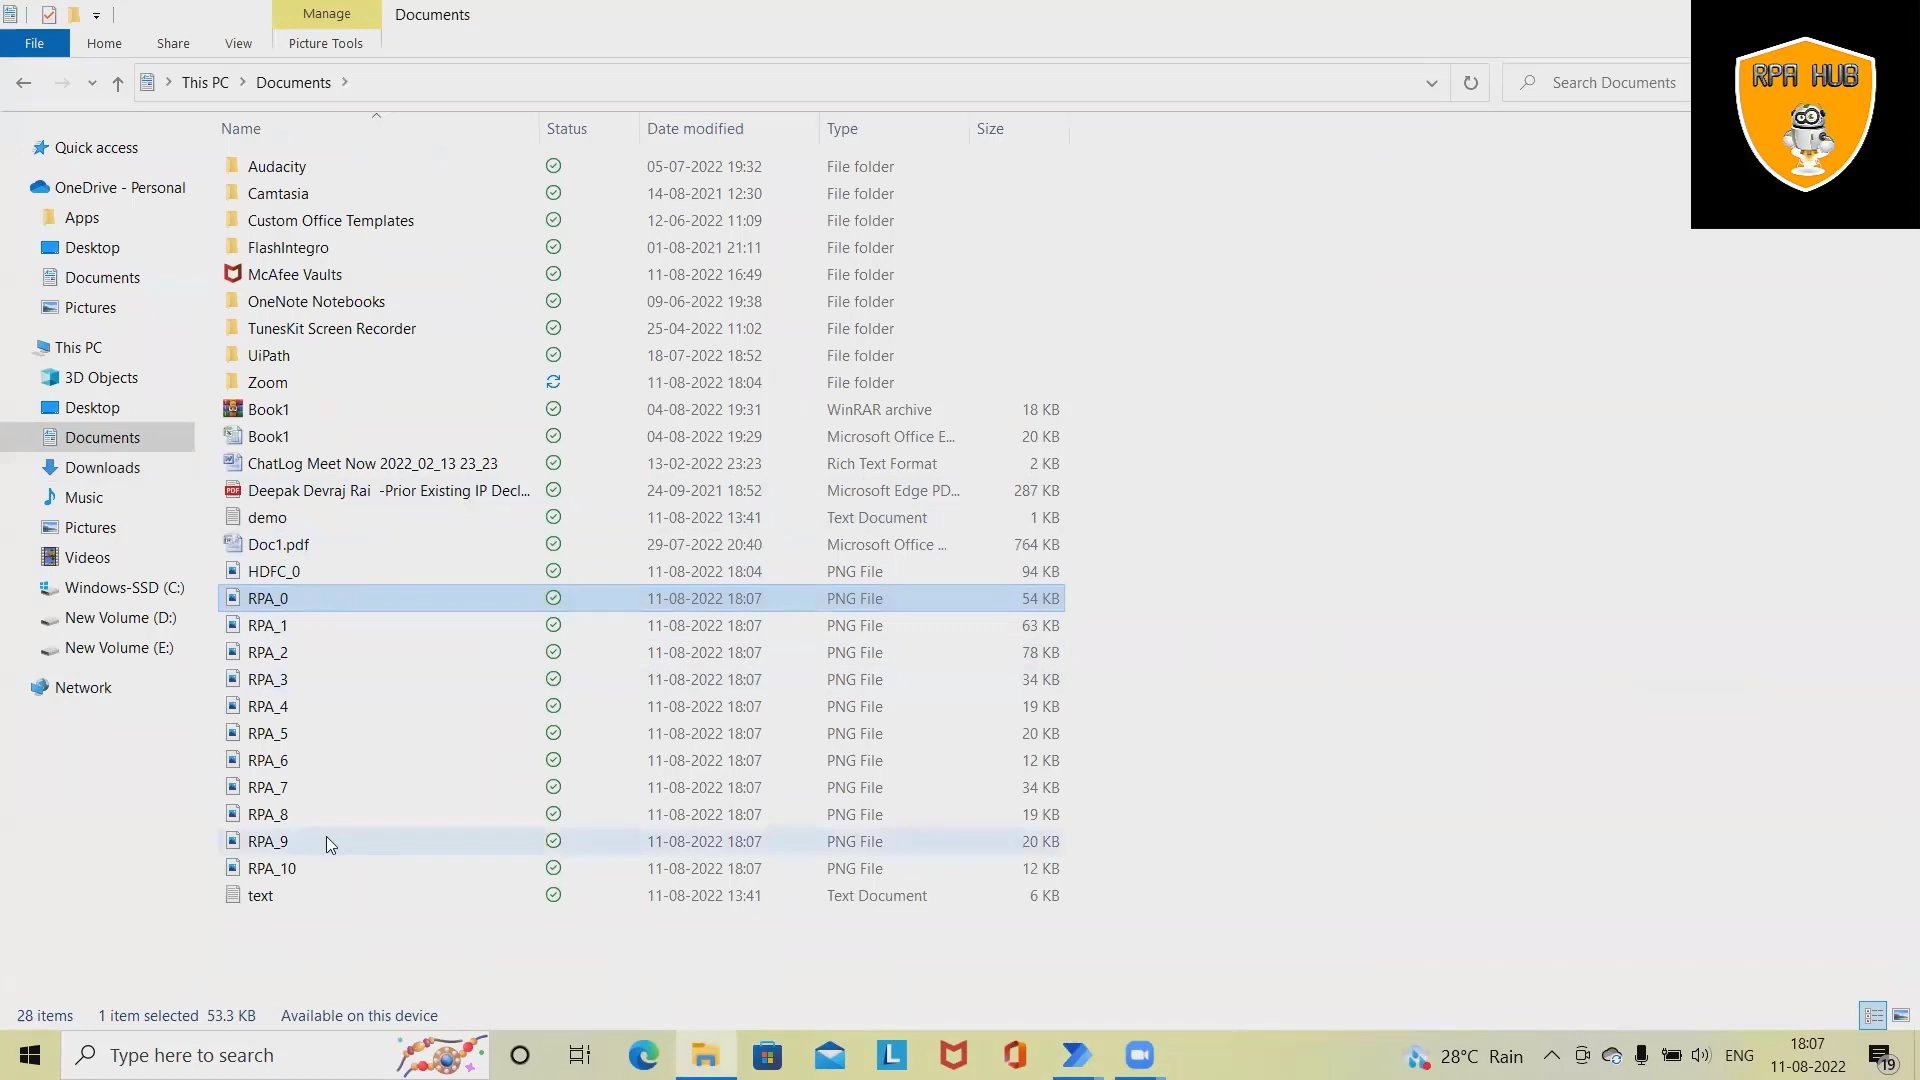 Manage
Documents
File
Home
Share
View
Picture Tools
This PC
Documents
Search Documents
RPA HUB
Name
Status
Date modified
Type
Size
Quick access
OneDrive - Personal
Apps
Desktop
Documents
Pictures
This PC
3D Objects
Desktop
Documents
Downloads
Music
Pictures
Videos
Windows-SSD (C:)
New Volume (D:)
New Volume (E:)
Network
Audacity 05-07-2022 19:32 File folder
Camtasia 14-08-2021 12:30 File folder
Custom Office Templates 12-06-2022 11:09 File folder
FlashIntegro 01-08-2021 21:11 File folder
McAfee Vaults 11-08-2022 16:49 File folder
OneNote Notebooks 09-06-2022 19:38 File folder
TunesKit Screen Recorder 25-04-2022 11:02 File folder
UiPath 18-07-2022 18:52 File folder
Zoom 11-08-2022 18:04 File folder
Book1 04-08-2022 19:31 WinRAR archive 18 KB
Book1 04-08-2022 19:29 Microsoft Office E... 20 KB
ChatLog Meet Now 2022_02_13 23_23 13-02-2022 23:23 Rich Text Format 2 KB
PDF Deepak Devraj Rai -Prior Existing IP Decl... 24-09-2021 18:52 Microsoft Edge PD... 287 KB
demo 11-08-2022 13:41 Text Document 1 KB
Doc1.pdf 29-07-2022 20:40 Microsoft Office ... 764 KB
HDFC_0 11-08-2022 18:04 PNG File 94 KB
RPA_0 11-08-2022 18:07 PNG File 54 KB
RPA_1 11-08-2022 18:07 PNG File 63 KB
RPA_2 11-08-2022 18:07 PNG File 78 KB
RPA_3 11-08-2022 18:07 PNG File 34 KB
RPA_4 11-08-2022 18:07 PNG File 19 KB
RPA_5 11-08-2022 18:07 PNG File 20 KB
RPA_6 11-08-2022 18:07 PNG File 12 KB
RPA_7 11-08-2022 18:07 PNG File 34 KB
RPA_8 11-08-2022 18:07 PNG File 19 KB
RPA_9 11-08-2022 18:07 PNG File 20 KB
RPA_10 11-08-2022 18:07 PNG File 12 KB
text 11-08-2022 13:41 Text Document 6 KB
28 items 1 item selected 53.3 KB Available on this device
Type here to search
L
28°C Rain
ENG
18:07
11-08-2022
19